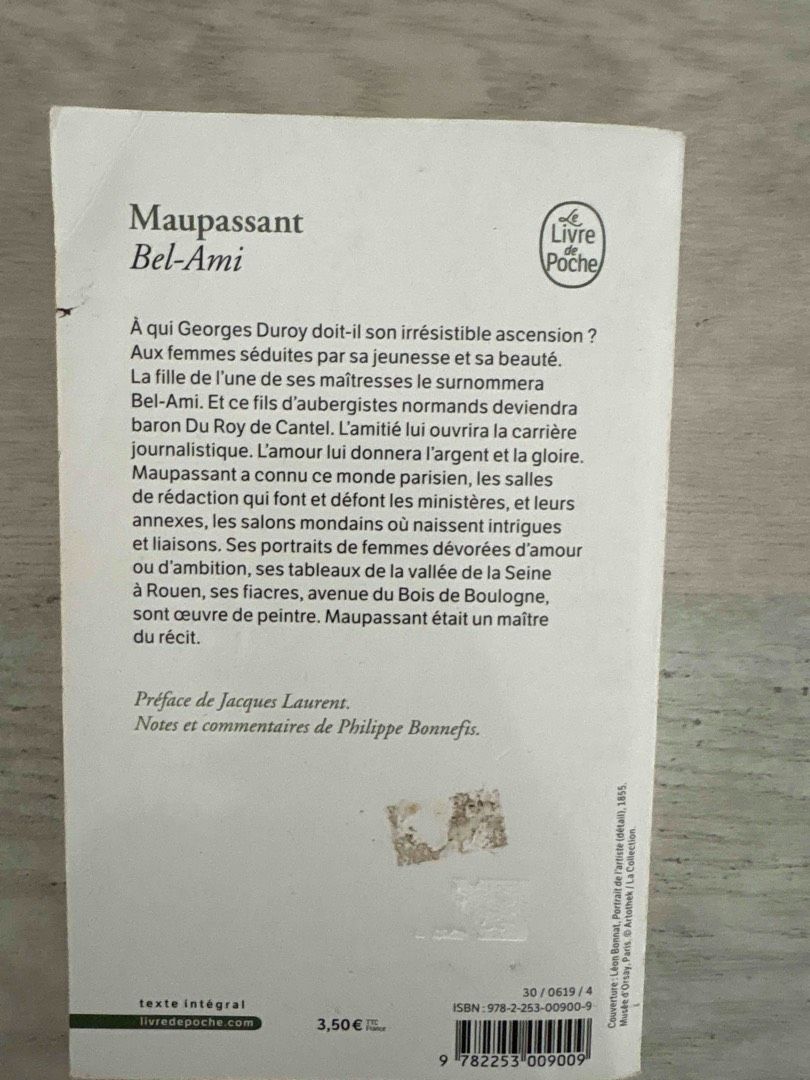 Maupassant
Bel-Ami
Le
Livre
de
Poche
À qui Georges Duroy doit-il son irrésistible ascension ?
Aux femmes séduites par sa jeunesse et sa beauté.
La fille de l'une de ses maîtresses le surnommera
Bel-Ami. Et ce fils d'aubergistes normands deviendra
baron Du Roy de Cantel. L'amitié lui ouvrira la carrière
journalistique. L'amour lui donnera l'argent et la gloire.
Maupassant a connu ce monde parisien, les salles
de rédaction qui font et défont les ministères, et leurs
annexes, les salons mondains où naissent intrigues
et liaisons. Ses portraits de femmes dévorées d'amour
ou d'ambition, ses tableaux de la vallée de la Seine
à Rouen, ses fiacres, avenue du Bois de Boulogne,
sont œuvre de peintre. Maupassant était un maître
du récit.
Préface de Jacques Laurent.
Notes et commentaires de Philippe Bonnefis.
Couverture : Léon Bonnat, Portrait de l'artiste (détail), 1855.
Musée d'Orsay, Paris. © Artothek / La Collection.
texte intégral
livredepoche.com
3,50 € TTC
France
30 / 0619 / 4
ISBN : 978-2-253-00900-9
9 782253 009009